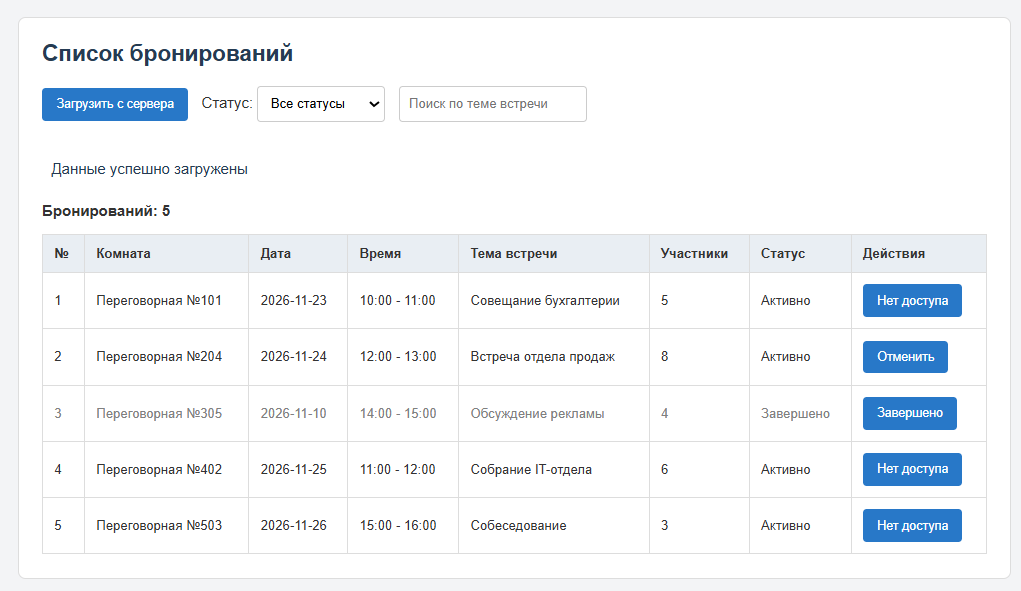 Список бронирований
Загрузить с сервера Статус: Все статусы Поиск по теме встречи
Данные успешно загружены
Бронирований: 5
№ Комната Дата Время Тема встречи Участники Статус Действия
1 Переговорная №101 2026-11-23 10:00 - 11:00 Совещание бухгалтерии 5 Активно Нет доступа
2 Переговорная №204 2026-11-24 12:00 - 13:00 Встреча отдела продаж 8 Активно Отменить
3 Переговорная №305 2026-11-10 14:00 - 15:00 Обсуждение рекламы 4 Завершено Завершено
4 Переговорная №402 2026-11-25 11:00 - 12:00 Собрание IT-отдела 6 Активно Нет доступа
5 Переговорная №503 2026-11-26 15:00 - 16:00 Собеседование 3 Активно Нет доступа